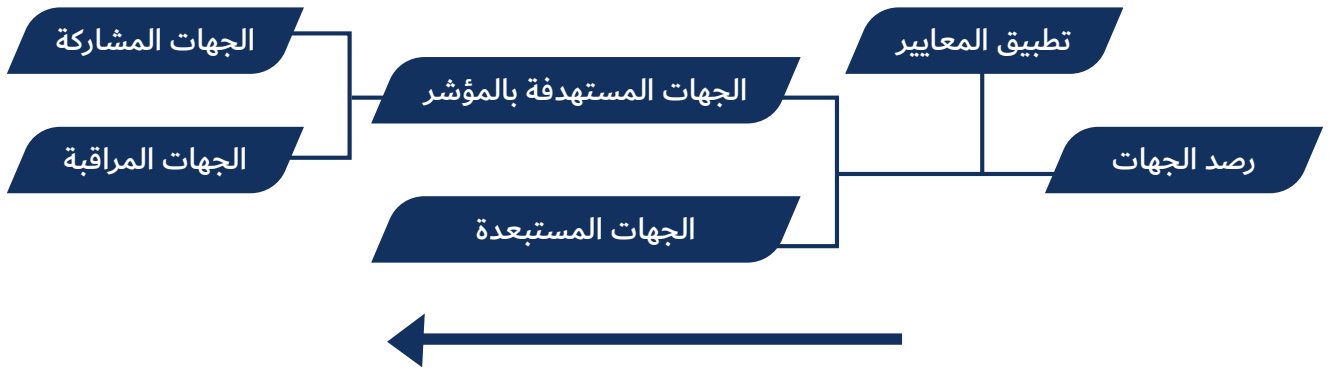 رصد الجهات
تطبيق المعايير
الجهات المستهدفة بالمؤشر
الجهات المستبعدة
الجهات المشاركة
الجهات المراقبة